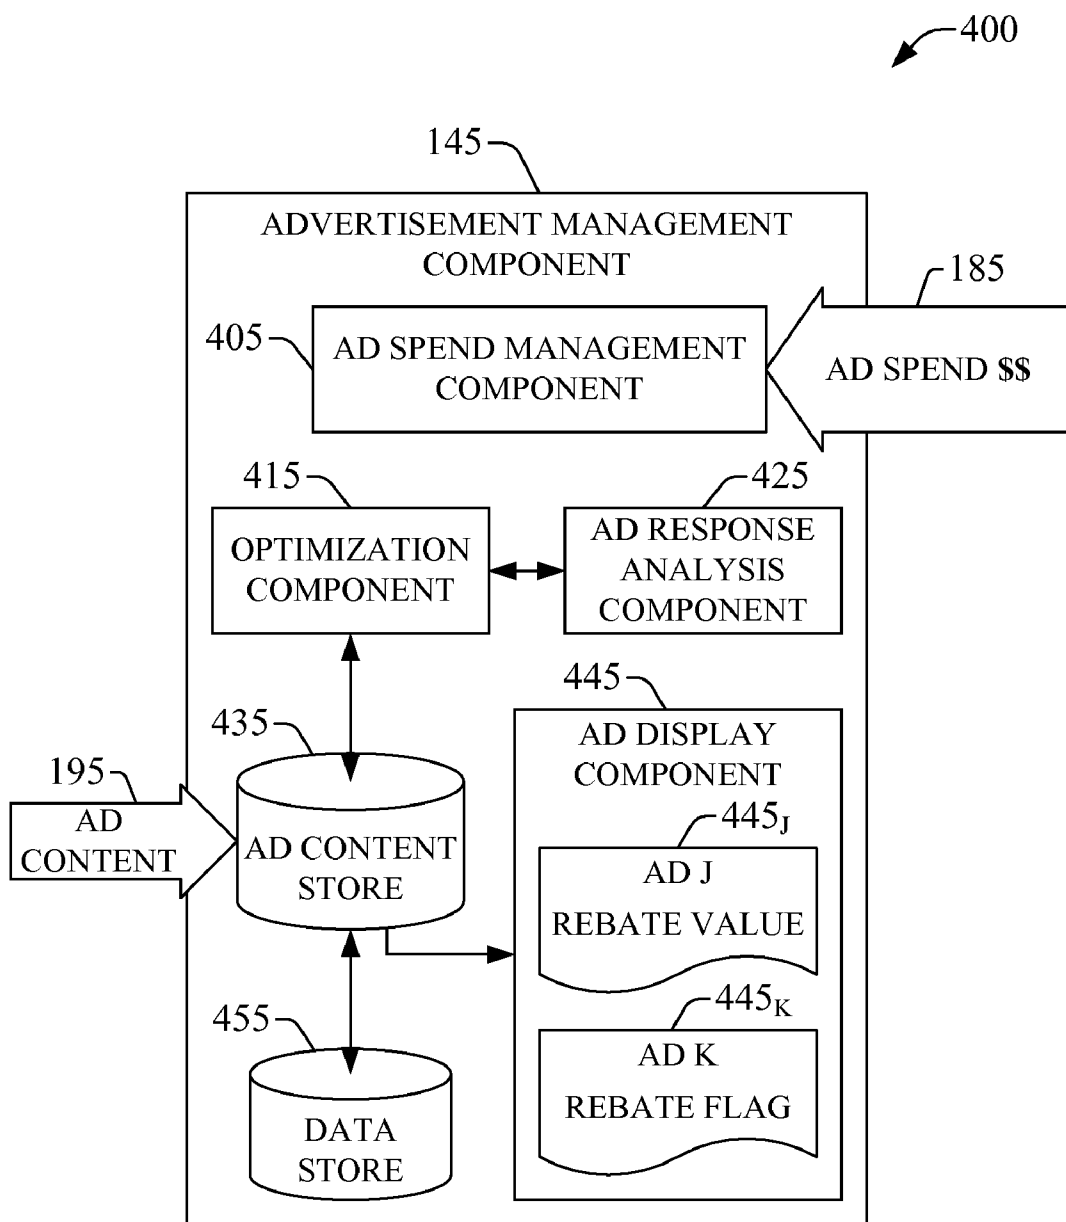 400
145
ADVERTISEMENT MANAGEMENT
COMPONENT
185
405
AD SPEND MANAGEMENT
COMPONENT
AD SPEND $$
415
425
OPTIMIZATION
COMPONENT
AD RESPONSE
ANALYSIS
COMPONENT
445
435
AD DISPLAY
COMPONENT
195
AD
CONTENT
AD CONTENT
STORE
445J
AD J
REBATE VALUE
445K
455
AD K
REBATE FLAG
DATA
STORE